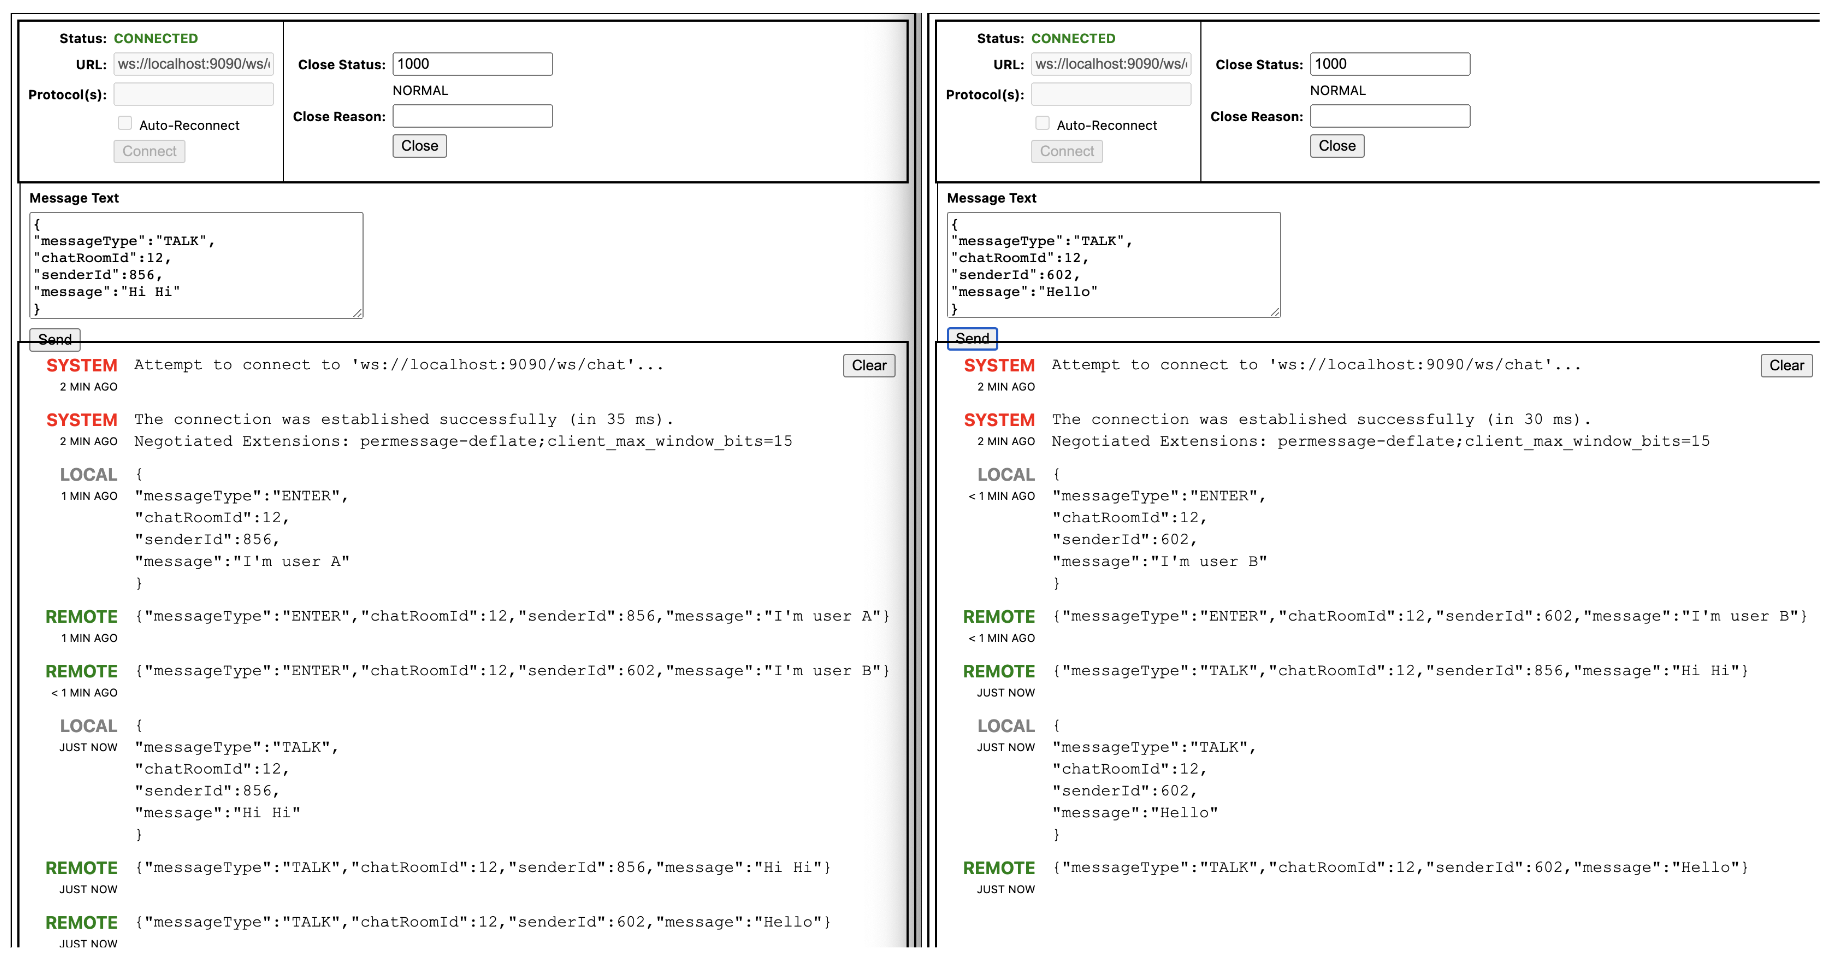 Status: CONNECTED
URL: ws://localhost:9090/ws/
Close Status: 1000
Protocol(s):
NORMAL
Auto-Reconnect
Close Reason:
Connect
Close
Message Text
{
"messageType":"TALK",
"chatRoomId":12,
"senderId":856,
"message":"Hi Hi"
}
Send
SYSTEM Attempt to connect to 'ws://localhost:9090/ws/chat'... Clear
2 MIN AGO
SYSTEM The connection was established successfully (in 35 ms).
2 MIN AGO Negotiated Extensions: permessage-deflate;client_max_window_bits=15
LOCAL {
1 MIN AGO "messageType":"ENTER",
"chatRoomId":12,
"senderId":856,
"message":"I'm user A"
}
REMOTE {"messageType":"ENTER","chatRoomId":12,"senderId":856,"message":"I'm user A"}
1 MIN AGO
REMOTE {"messageType":"ENTER","chatRoomId":12,"senderId":602,"message":"I'm user B"}
< 1 MIN AGO
LOCAL {
JUST NOW "messageType":"TALK",
"chatRoomId":12,
"senderId":856,
"message":"Hi Hi"
}
REMOTE {"messageType":"TALK","chatRoomId":12,"senderId":856,"message":"Hi Hi"}
JUST NOW
REMOTE {"messageType":"TALK","chatRoomId":12,"senderId":602,"message":"Hello"}
JUST NOW
Status: CONNECTED
URL: ws://localhost:9090/ws/
Close Status: 1000
Protocol(s):
NORMAL
Auto-Reconnect
Close Reason:
Connect
Close
Message Text
{
"messageType":"TALK",
"chatRoomId":12,
"senderId":602,
"message":"Hello"
}
Send
SYSTEM Attempt to connect to 'ws://localhost:9090/ws/chat'... Clear
2 MIN AGO
SYSTEM The connection was established successfully (in 30 ms).
2 MIN AGO Negotiated Extensions: permessage-deflate;client_max_window_bits=15
LOCAL {
< 1 MIN AGO "messageType":"ENTER",
"chatRoomId":12,
"senderId":602,
"message":"I'm user B"
}
REMOTE {"messageType":"ENTER","chatRoomId":12,"senderId":602,"message":"I'm user B"}
< 1 MIN AGO
REMOTE {"messageType":"TALK","chatRoomId":12,"senderId":856,"message":"Hi Hi"}
JUST NOW
LOCAL {
JUST NOW "messageType":"TALK",
"chatRoomId":12,
"senderId":602,
"message":"Hello"
}
REMOTE {"messageType":"TALK","chatRoomId":12,"senderId":602,"message":"Hello"}
JUST NOW